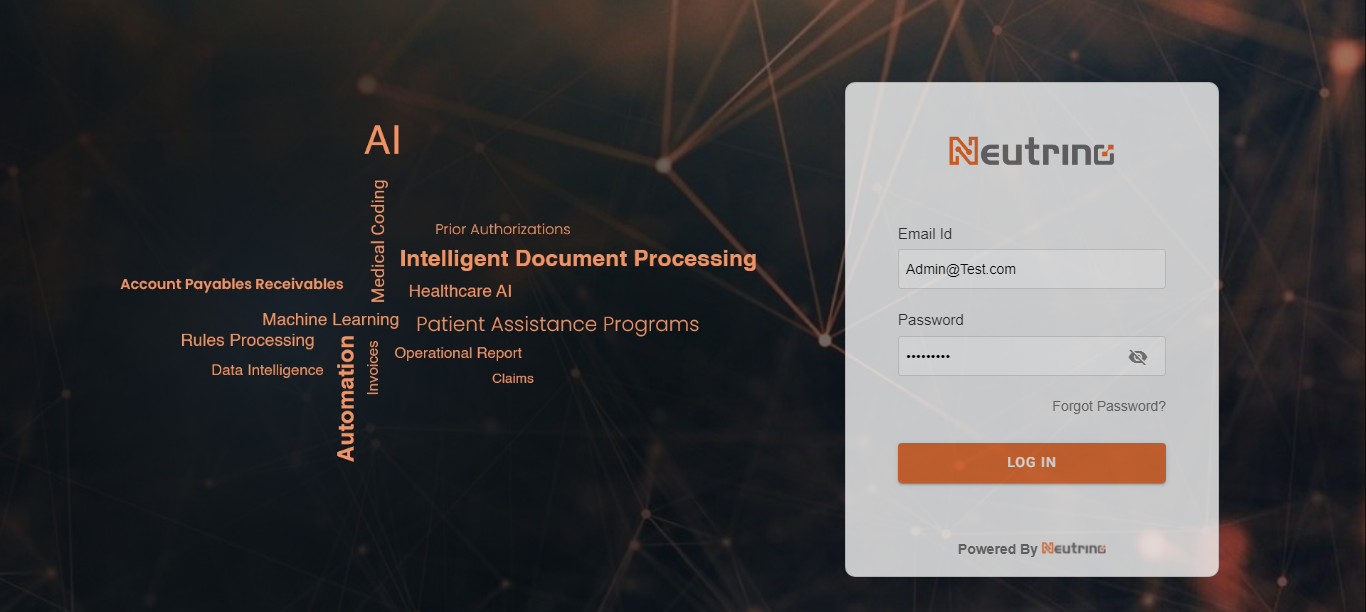 AI
Medical Coding
Prior Authorizations
Intelligent Document Processing
Account Payables Receivables
Healthcare AI
Machine Learning
Patient Assistance Programs
Rules Processing
Automation
Invoices
Operational Report
Data Intelligence
Claims
Neutrino
Email Id
Admin@Test.com
Password
•••••••••
Forgot Password?
LOG IN
Powered By Neutrino